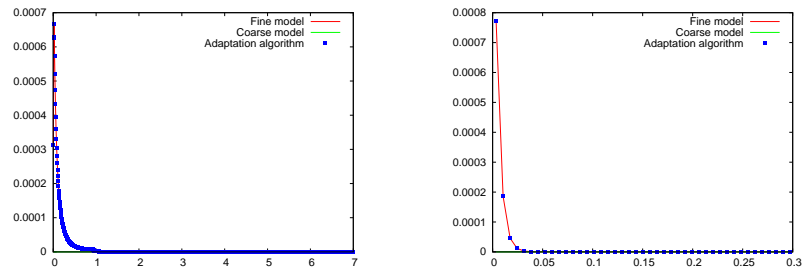 0.0007
0.0006
0.0005
0.0004
0.0003
0.0002
0.0001
0
0 1 2 3 4 5 6 7
Fine model
Coarse model
Adaptation algorithm
0.0008
0.0007
0.0006
0.0005
0.0004
0.0003
0.0002
0.0001
0
0 0.05 0.1 0.15 0.2 0.25 0.3
Fine model
Coarse model
Adaptation algorithm